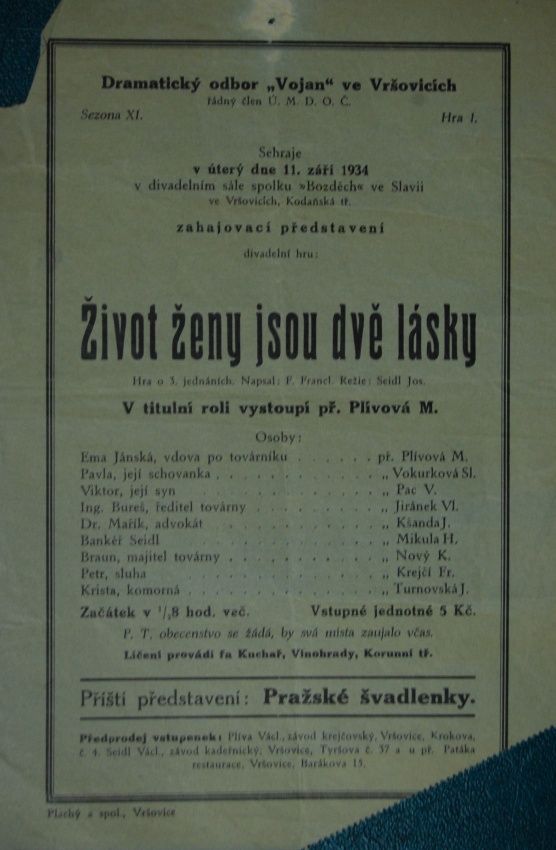 Dramatický odbor „Vojan“ ve Vršovicích
řádný člen Ú. M. D. O. Č.
Sezona XI. Hra I.
Sehraje
v úterý dne 11. září 1934
v divadelním sále spolku »Bozděch« ve Slavii
ve Vršovicích, Kodaňská tř.
zahajovací představení
divadelní hru:
Život ženy jsou dvě lásky
Hra o 3. jednáních. Napsal: F. Francl. Režie: Seidl Jos.
V titulní roli vystoupí př. Plívová M.
Osoby:
Ema Jánská, vdova po továrníku . . . . . . př. Plívová M.
Pavla, její schovanka . . . . . . . . . . „ Vokurková Sl.
Viktor, její syn . . . . . . . . . . „ Pac V.
Ing. Bureš, ředitel továrny . . . . . . . . „ Jiránek Vl.
Dr. Mařík, advokát . . . . . . . . . . „ Kšanda J.
Bankéř Seidl . . . . . . . . . . „ Mikula H.
Braun, majitel továrny . . . . . . . . . „ Nový K.
Petr, sluha . . . . . . . . . . „ Krejčí Fr.
Krista, komorná . . . . . . . . . . „ Turnovská J.
Začátek v ½8 hod. več. Vstupné jednotné 5 Kč.
P. T. obecenstvo se žádá, by svá místa zaujalo včas.
Líčení provádí fa Kuchař, Vinohrady, Korunní tř.
Příští představení: Pražské švadlenky.
Předprodej vstupenek: Plíva Václ., závod krejčovský, Vršovice, Krokova,
č. 4. Seidl Václ., závod kadeřnický, Vršovice, Tyršova č. 57 a u př. Patáka
restaurace, Vršovice, Barákova 15.
Plachý a spol., Vršovice